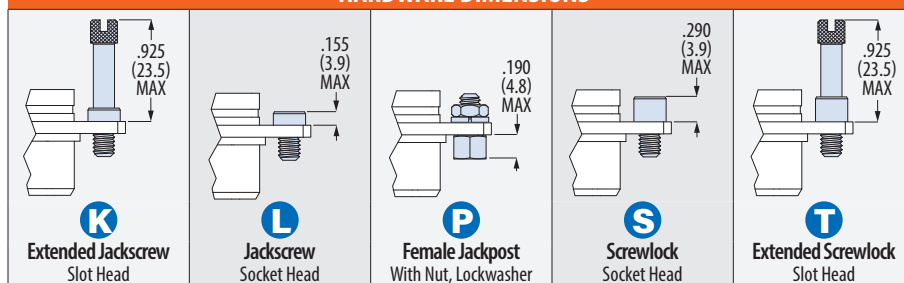 HARDWARE DIMENSIONS
.925
(23.5)
MAX
K
Extended Jackscrew
Slot Head
.155
(3.9)
MAX
L
Jackscrew
Socket Head
.190
(4.8)
MAX
P
Female Jackpost
With Nut, Lockwasher
.290
(3.9)
MAX
S
Screwlock
Socket Head
.925
(23.5)
MAX
T
Extended Screwlock
Slot Head